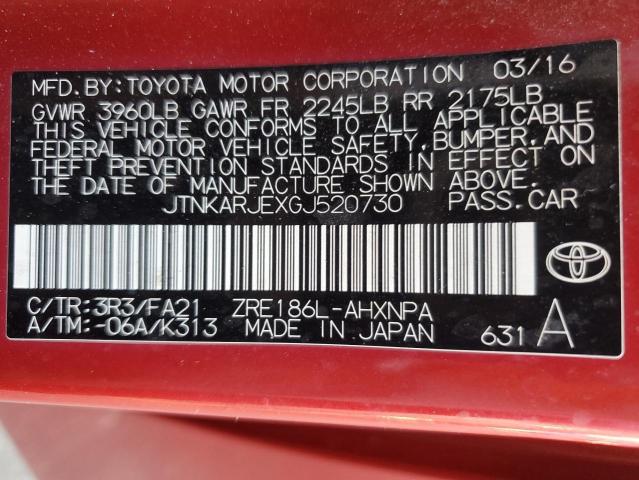 MFD.BY:TOYOTA MOTOR CORPORATION 03/16
GVWR 3960LB GAWR FR 2245LB RR 2175LB
THIS VEHICLE CONFORMS TO ALL APPLICABLE
FEDERAL MOTOR VEHICLE SAFETY,BUMPER,AND
THEFT PREVENTION STANDARDS IN EFFECT ON
THE DATE OF MANUFACTURE SHOWN ABOVE.
JTNKARJEXGJ520730 PASS.CAR
C/TR:3R3/FA21 ZRE186L-AHXNPA
A/TM:-06A/K313 MADE IN JAPAN 631 A